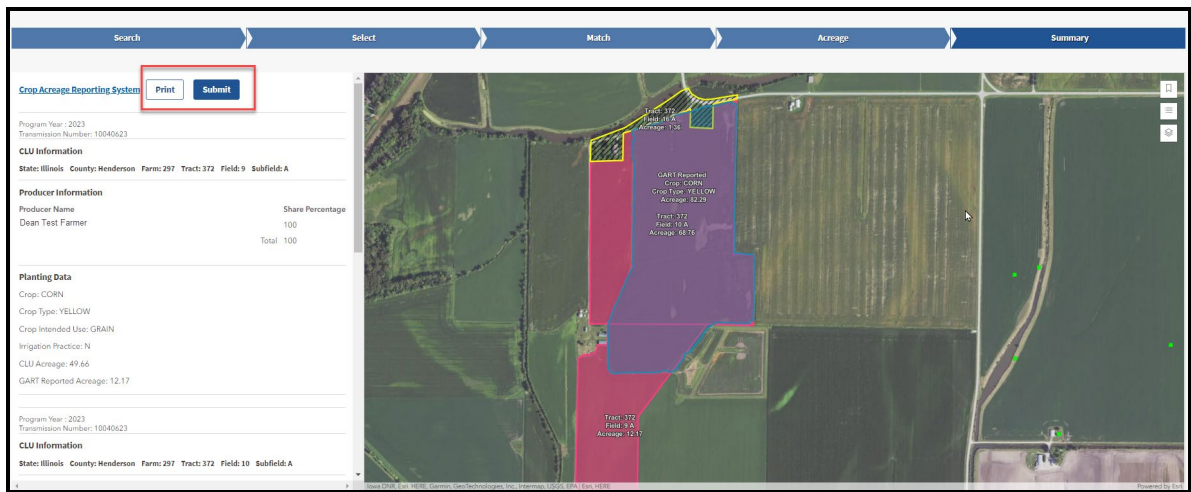 Search
Select
Match
Acreage
Summary
Crop Acreage Reporting System Print Submit
Program Year : 2023
Transmission Number: 10040623
CLU Information
State: Illinois County: Henderson Farm: 297 Tract: 372 Field: 9 Subfield: A
Producer Information
Producer Name Share Percentage
Dean Test Farmer 100
Total 100
Planting Data
Crop: CORN
Crop Type: YELLOW
Crop Intended Use: GRAIN
Irrigation Practice: N
CLU Acreage: 49.66
GART Reported Acreage: 12.17
Program Year : 2023
Transmission Number: 10040623
CLU Information
State: Illinois County: Henderson Farm: 297 Tract: 372 Field: 10 Subfield: A
Tract: 372
Field: 16 A
Acreage: 1.36
GART Reported
Crop: CORN
Crop Type: YELLOW
Acreage: 82.29
Tract: 372
Field: 10 A
Acreage: 68.76
Tract: 372
Field: 9 A
Acreage: 12.17
Iowa DNR, Esri, HERE, Garmin, GeoTechnologies, Inc., Intermap, USGS, EPA | Esri, HERE
Powered by Esri